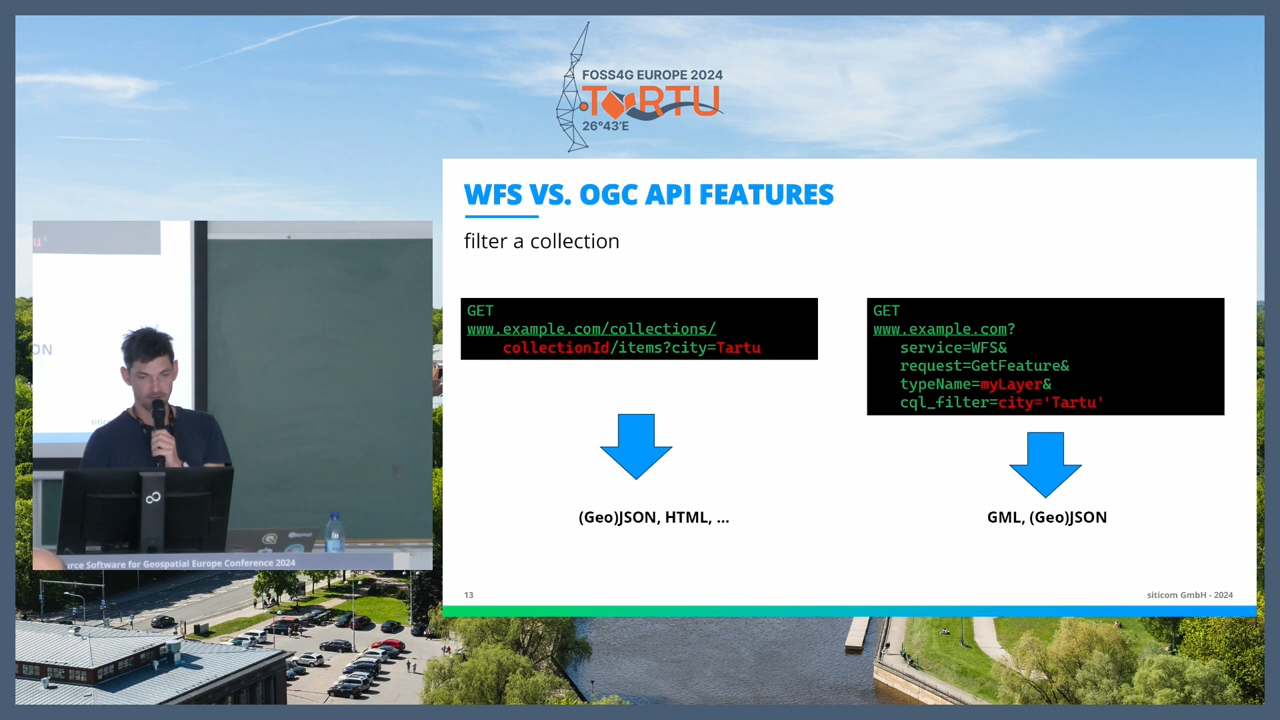 FOSS4G EUROPE 2024
TARTU
26°43'E
WFS VS. OGC API FEATURES
filter a collection
GET
www.example.com/collections/
collectionId/items?city=Tartu
GET
www.example.com?
service=WFS&
request=GetFeature&
typeName=myLayer&
cql_filter=city='Tartu'
(Geo)JSON, HTML, ...
GML, (Geo)JSON
13
siticom GmbH - 2024
u'
ON
rce Software for Geospatial Europe Conference 2024